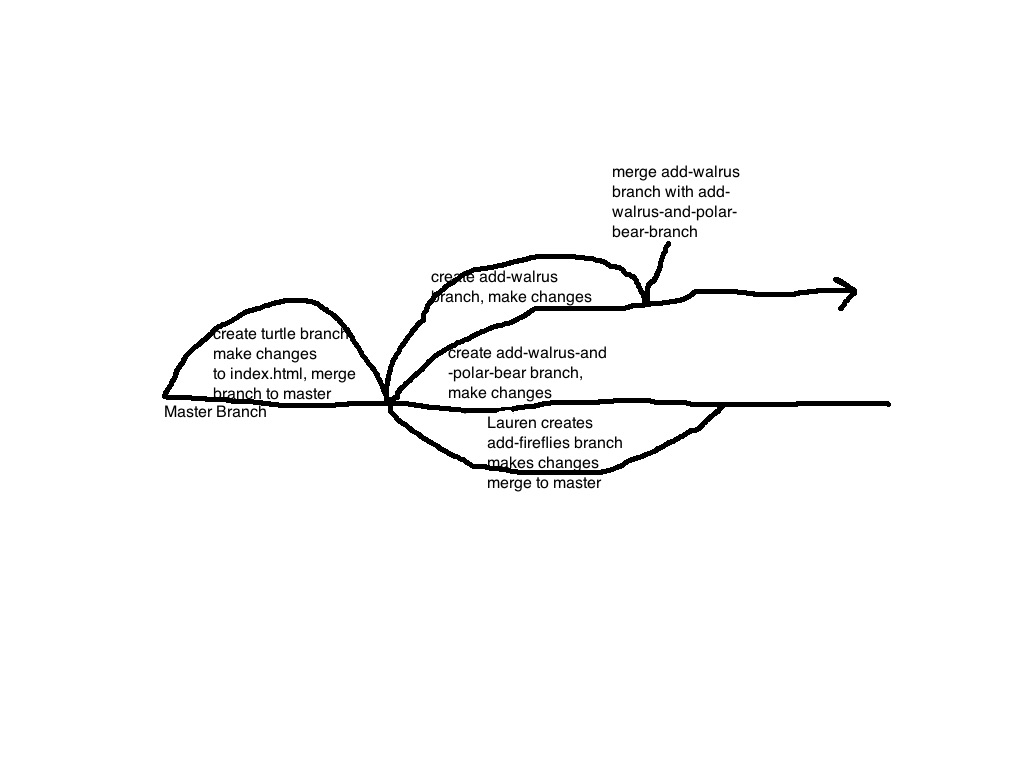 merge add-walrus
branch with add-
walrus-and-polar-
bear-branch
create add-walrus
branch, make changes
create turtle branch
make changes
to index.html, merge
branch to master
Master Branch
create add-walrus-and
-polar-bear branch,
make changes
Lauren creates
add-fireflies branch
makes changes
merge to master